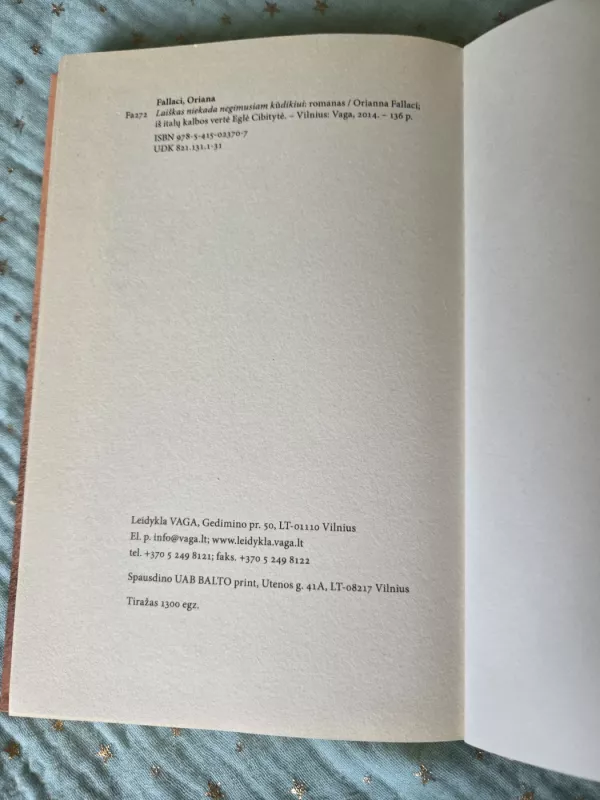 Fallaci, Oriana
Fa272 Laiškas niekada negimusiam kūdikiui: romanas / Orianna Fallaci;
iš italų kalbos vertė Eglė Cibitytė. – Vilnius: Vaga, 2014. – 136 p.
ISBN 978-5-415-02370-7
UDK 821.131.1-31
Leidykla VAGA, Gedimino pr. 50, LT-01110 Vilnius
El. p. info@vaga.lt; www.leidykla.vaga.lt
tel. +370 5 249 8121; faks. +370 5 249 8122
Spausdino UAB BALTO print, Utenos g. 41A, LT-08217 Vilnius
Tiražas 1300 egz.